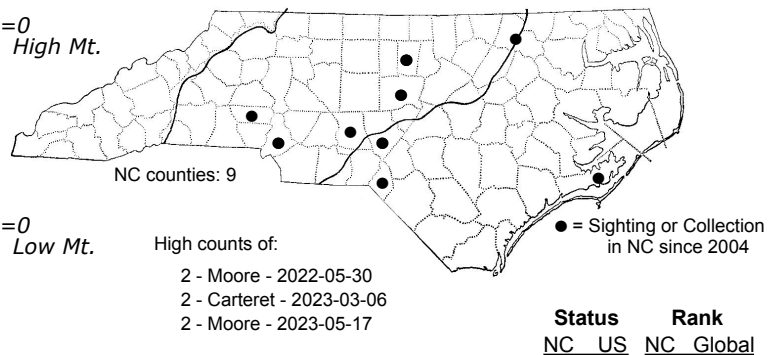 =0
High Mt.
NC counties: 9
=0
Low Mt.
High counts of:
2 - Moore - 2022-05-30
2 - Carteret - 2023-03-06
2 - Moore - 2023-05-17
● = Sighting or Collection
in NC since 2004
Status Rank
NC US NC Global